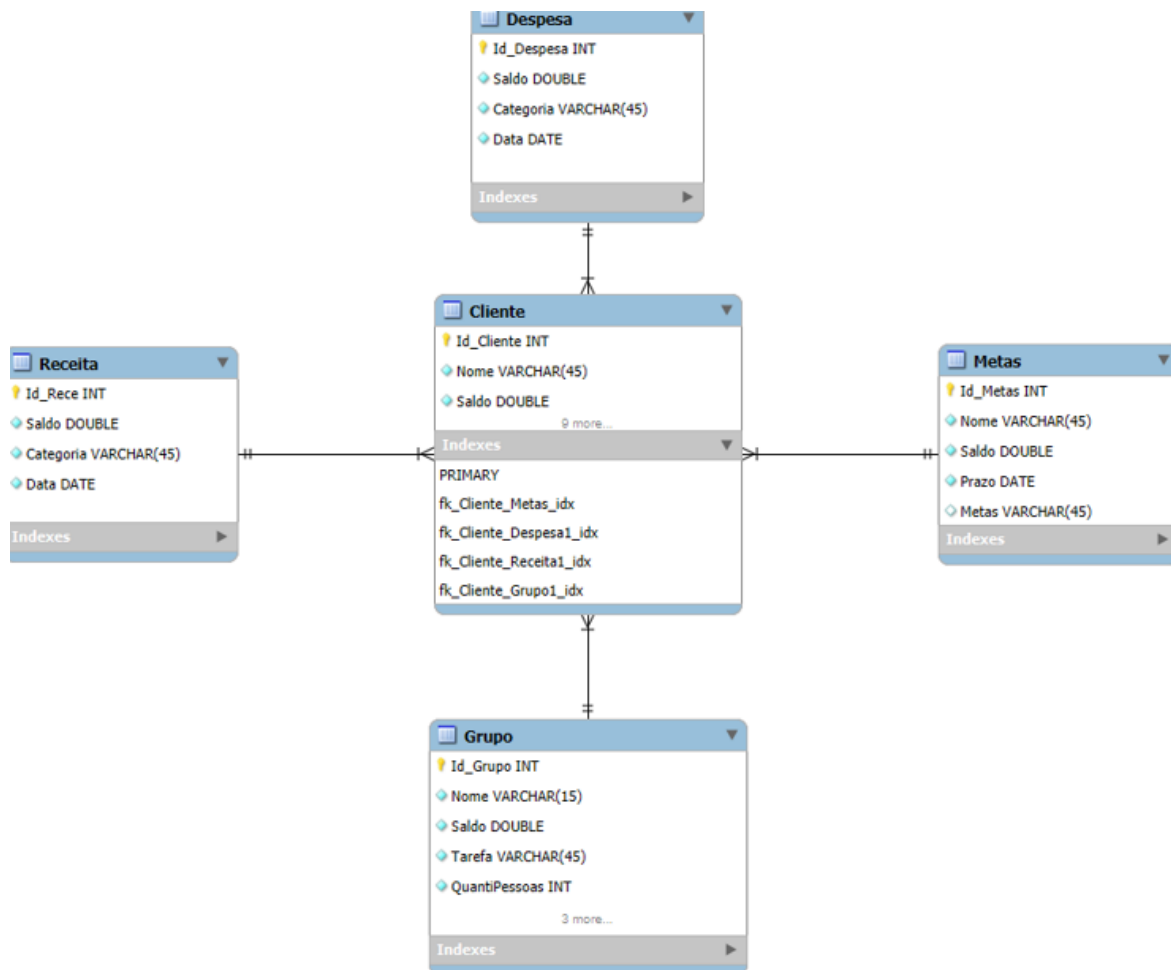 Despesa
Id_Despesa INT
Saldo DOUBLE
Categoria VARCHAR(45)
Data DATE
Indexes
Cliente
Id_Cliente INT
Nome VARCHAR(45)
Saldo DOUBLE
9 more...
Indexes
PRIMARY
fk_Cliente_Metas_idx
fk_Cliente_Despesa1_idx
fk_Cliente_Receita1_idx
fk_Cliente_Grupo1_idx
Receita
Id_Rece INT
Saldo DOUBLE
Categoria VARCHAR(45)
Data DATE
Indexes
Metas
Id_Metas INT
Nome VARCHAR(45)
Saldo DOUBLE
Prazo DATE
Metas VARCHAR(45)
Indexes
Grupo
Id_Grupo INT
Nome VARCHAR(15)
Saldo DOUBLE
Tarefa VARCHAR(45)
QuantiPessoas INT
3 more...
Indexes